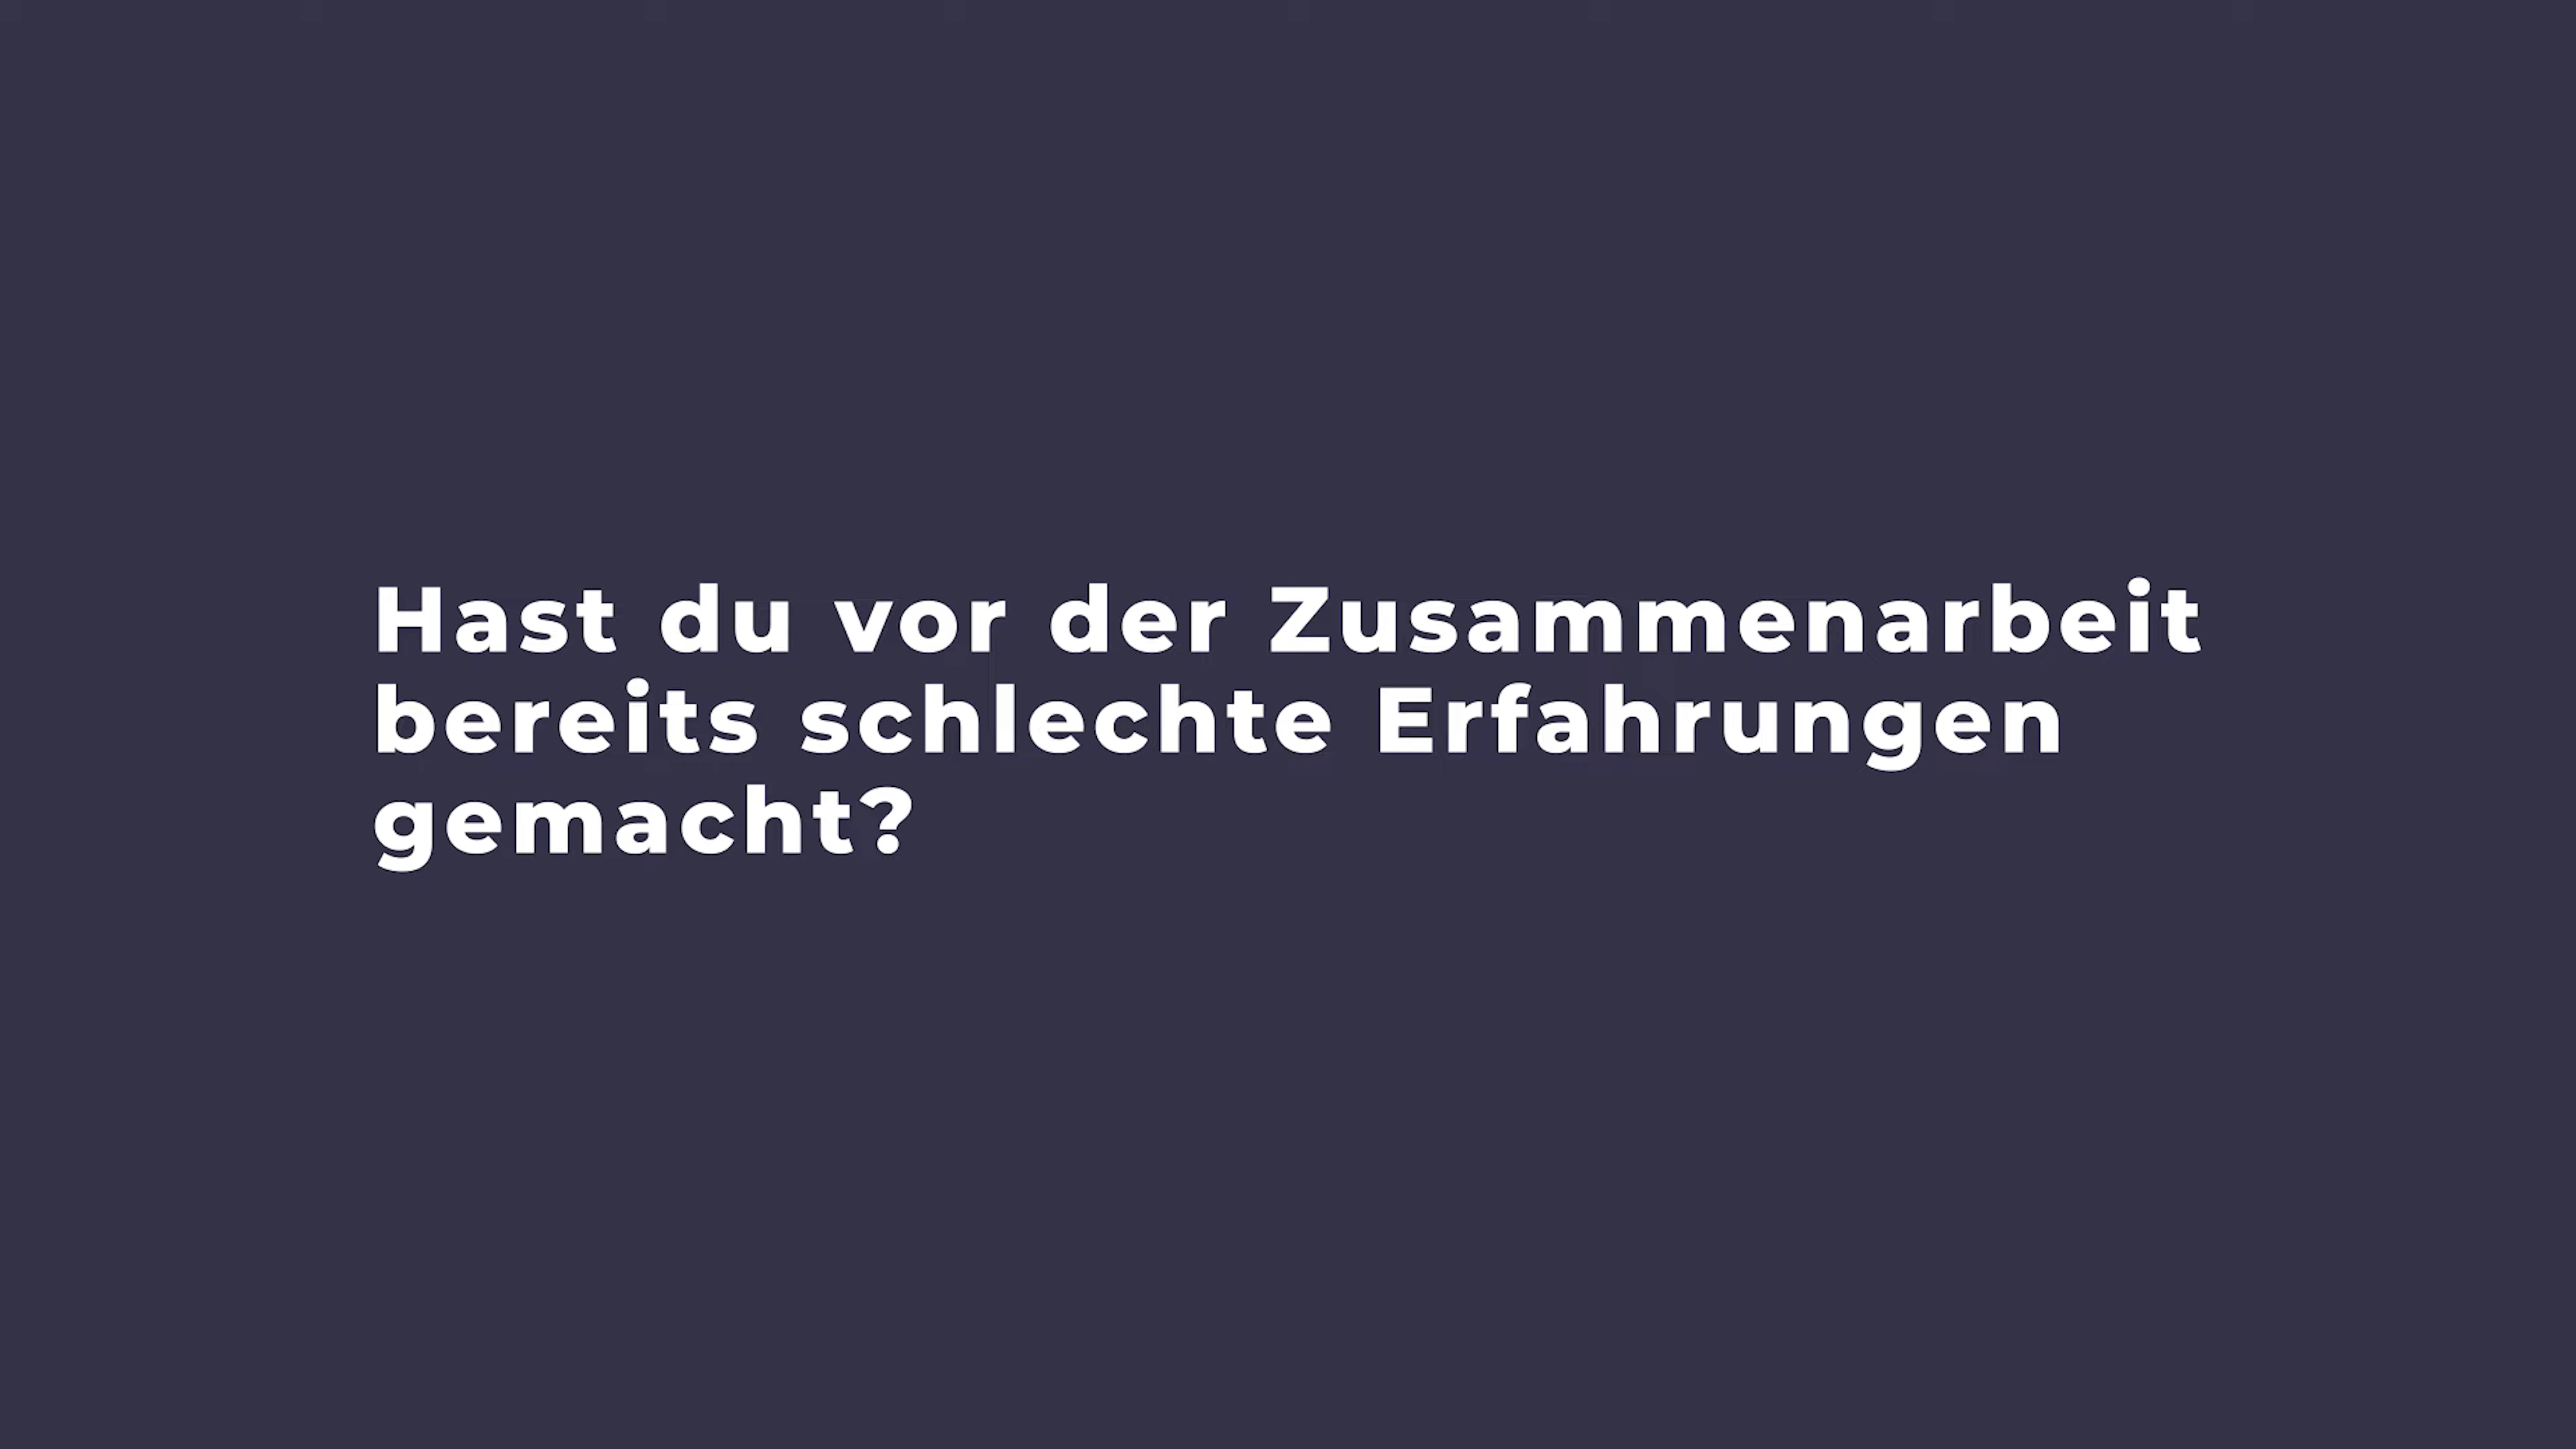 Hast du vor der Zusammenarbeit
bereits schlechte Erfahrungen
gemacht?